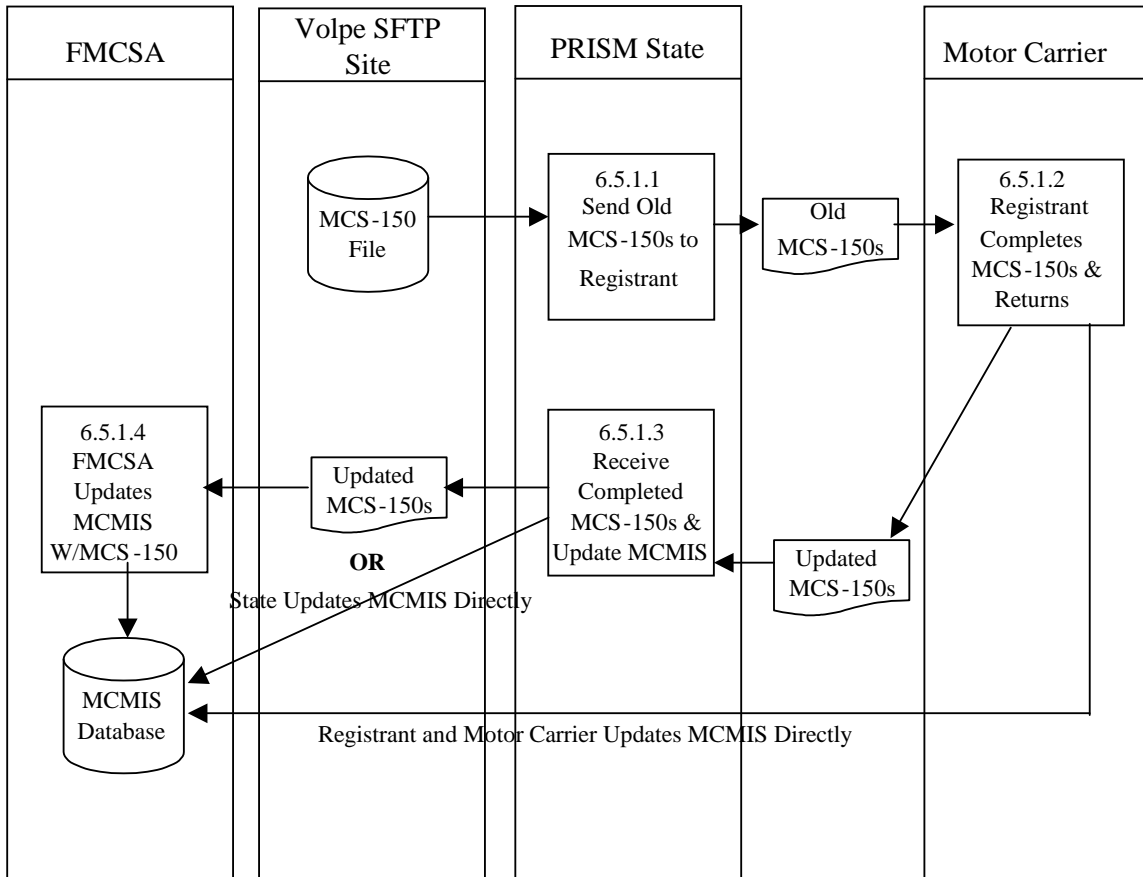 FMCSA
Volpe SFTP
Site
PRISM State
Motor Carrier
MCS-150
File
6.5.1.1
Send Old
MCS-150s to
Registrant
Old
MCS-150s
6.5.1.2
Registrant
Completes
MCS-150s &
Returns
6.5.1.4
FMCSA
Updates
MCMIS
W/MCS-150
Updated
MCS-150s
6.5.1.3
Receive
Completed
MCS-150s &
Update MCMIS
Updated
MCS-150s
OR
State Updates MCMIS Directly
MCMIS
Database
Registrant and Motor Carrier Updates MCMIS Directly